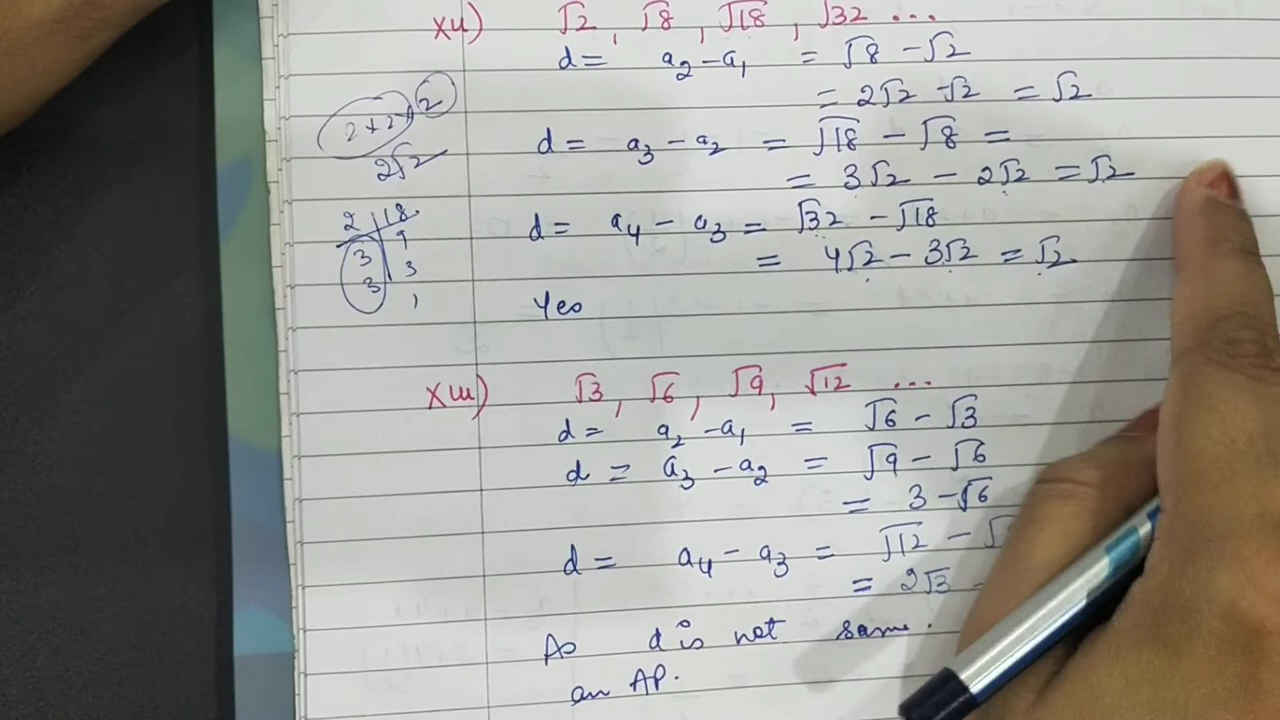 xii) √2, √8, √18, √32 ...
d = a₂ - a₁ = √8 - √2
= 2√2 - √2 = √2
2×2×2
2√2
d = a₃ - a₂ = √18 - √8 =
= 3√2 - 2√2 = √2
2 | 18
3 | 9
3 | 3
1
d = a₄ - a₃ = √32 - √18
= 4√2 - 3√2 = √2
Yes
xiii) √3, √6, √9, √12 ...
d = a₂ - a₁ = √6 - √3
d = a₃ - a₂ = √9 - √6
= 3 - √6
d = a₄ - a₃ = √12 - √
= 2√3 -
As d is not same.
an AP.